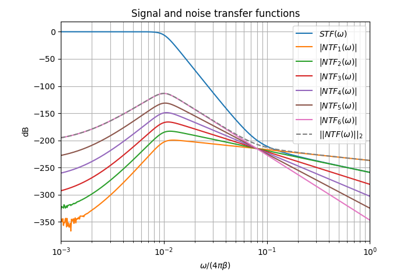 Signal and noise transfer functions
dB
0
−50
−100
−150
−200
−250
−300
−350
10⁻³
10⁻²
10⁻¹
10⁰
ω/(4πβ)
STF(ω)
|NTF₁(ω)|
|NTF₂(ω)|
|NTF₃(ω)|
|NTF₄(ω)|
|NTF₅(ω)|
|NTF₆(ω)|
||NTF(ω)||₂